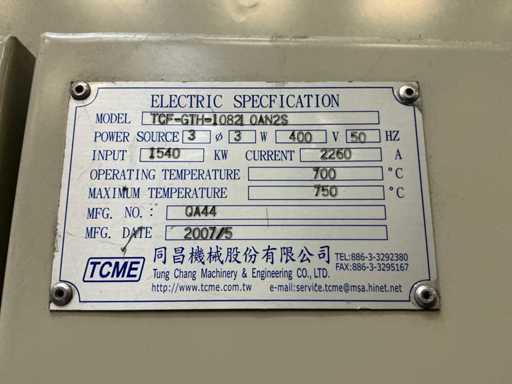 ELECTRIC SPECFICATION
MODEL TCF-GTH-10821 0AN2S
POWER SOURCE 3 ø 3 W 400 V 50 HZ
INPUT 1540 KW CURRENT 2260 A
OPERATING TEMPERATURE 700 °C
MAXIMUM TEMPERATURE 750 °C
MFG. NO. : QA44
MFG. DATE 2007/5
TCME 同昌機械股份有限公司 TEL:886-3-3292380
Tung Chang Machinery & Engineering CO., LTD. FAX:886-3-3295167
http://www.tcme.com.tw e-mail:service.tcme@msa.hinet.net